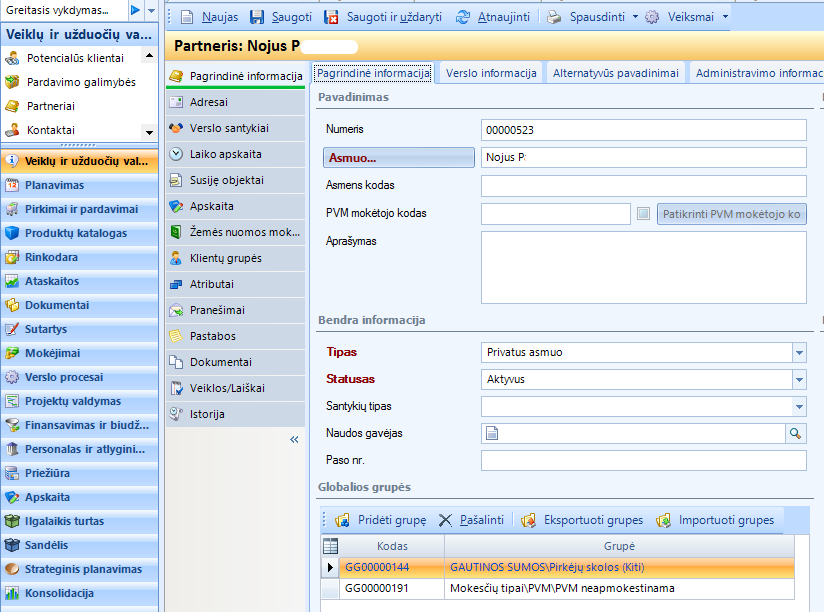 Greitasis vykdymas...
Veiklų ir užduočių va...
Potencialūs klientai
Pardavimo galimybės
Partneriai
Kontaktai
Veiklų ir užduočių val...
Planavimas
Pirkimai ir pardavimai
Produktų katalogas
Rinkodara
Ataskaitos
Dokumentai
Sutartys
Mokėjimai
Verslo procesai
Projektų valdymas
Finansavimas ir biudž...
Personalas ir atlygini...
Priežiūra
Apskaita
Ilgalaikis turtas
Sandėlis
Strateginis planavimas
Konsolidacija
Naujas Saugoti Saugoti ir uždaryti Atnaujinti Spausdinti Veiksmai
Partneris: Nojus P
Pagrindinė informacija
Adresai
Verslo santykiai
Laiko apskaita
Susiję objektai
Apskaita
Žemės nuomos mok...
Klientų grupės
Atributai
Pranešimai
Pastabos
Dokumentai
Veiklos/Laiškai
Istorija
«
Pagrindinė informacija Verslo informacija Alternatyvūs pavadinimai Administravimo informac
Pavadinimas
Numeris 00000523
Asmuo... Nojus P
Asmens kodas
PVM mokėtojo kodas Patikrinti PVM mokėtojo ko
Aprašymas
Bendra informacija
Tipas Privatus asmuo
Statusas Aktyvus
Santykių tipas
Naudos gavėjas
Paso nr.
Globalios grupės
Pridėti grupę Pašalinti Eksportuoti grupes Importuoti grupes
Kodas Grupė
GG00000144 GAUTINOS SUMOS\Pirkėjų skolos (Kiti)
GG00000191 Mokesčių tipai\PVM\PVM neapmokestinama